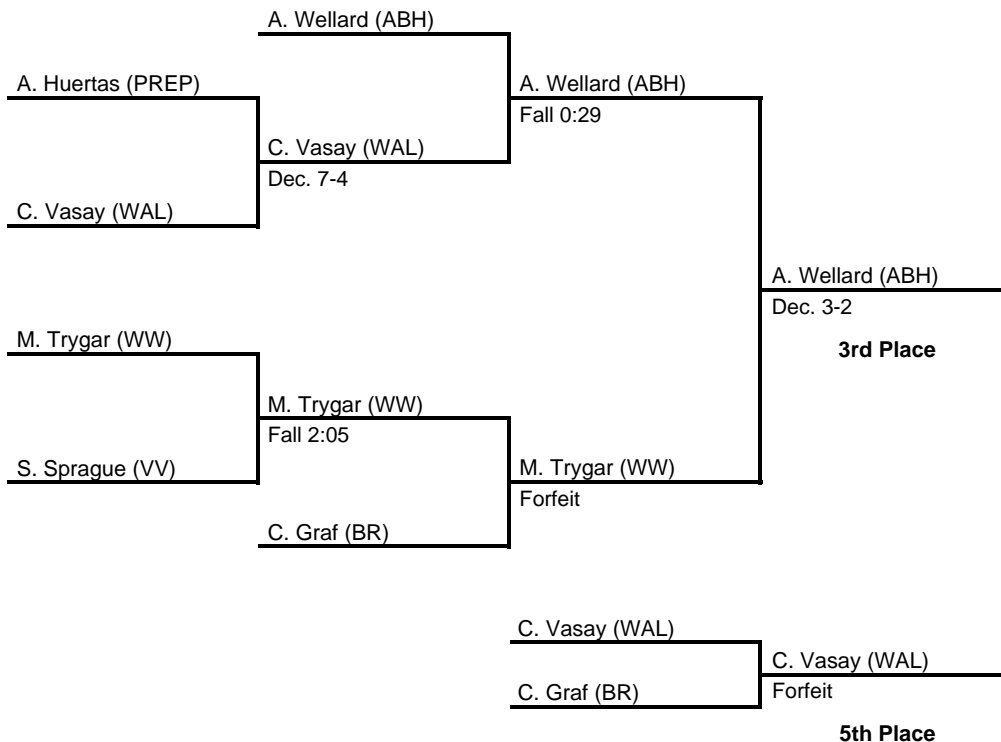 A. Wellard (ABH)
A. Huertas (PREP)
A. Wellard (ABH)
Fall 0:29
C. Vasay (WAL)
Dec. 7-4
C. Vasay (WAL)
A. Wellard (ABH)
Dec. 3-2
3rd Place
M. Trygar (WW)
M. Trygar (WW)
Fall 2:05
S. Sprague (VV)
M. Trygar (WW)
Forfeit
C. Graf (BR)
C. Vasay (WAL)
C. Vasay (WAL)
Forfeit
C. Graf (BR)
5th Place